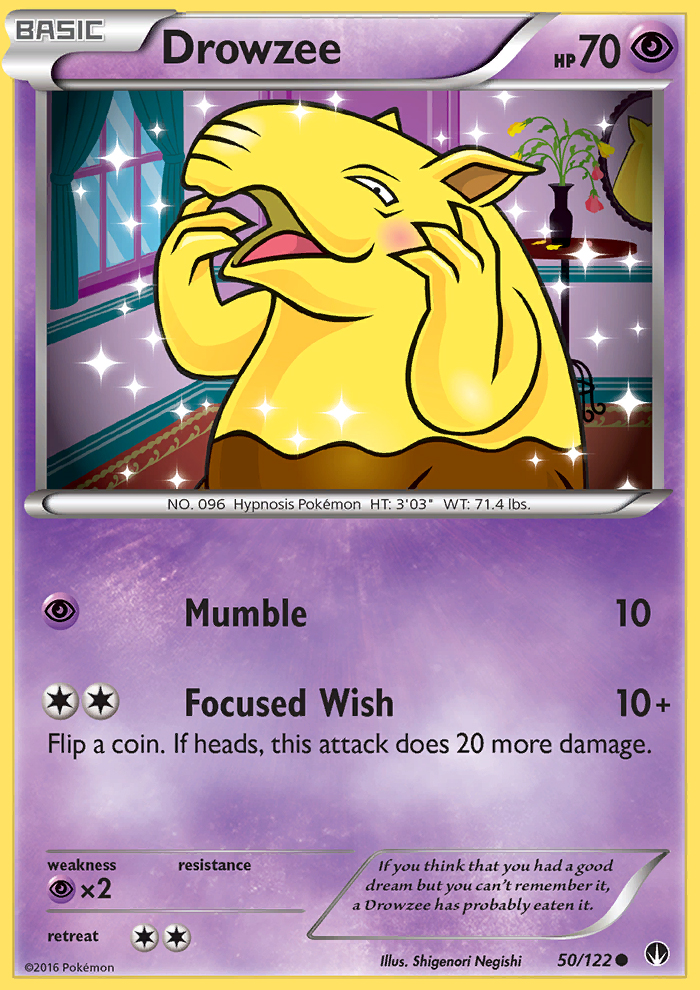 BASIC
Drowzee
HP70
NO. 096 Hypnosis Pokémon HT: 3'03" WT: 71.4 lbs.
Mumble 10
Focused Wish 10+
Flip a coin. If heads, this attack does 20 more damage.
weakness resistance
×2
retreat
If you think that you had a good
dream but you can't remember it,
a Drowzee has probably eaten it.
Illus. Shigenori Negishi 50/122
©2016 Pokémon